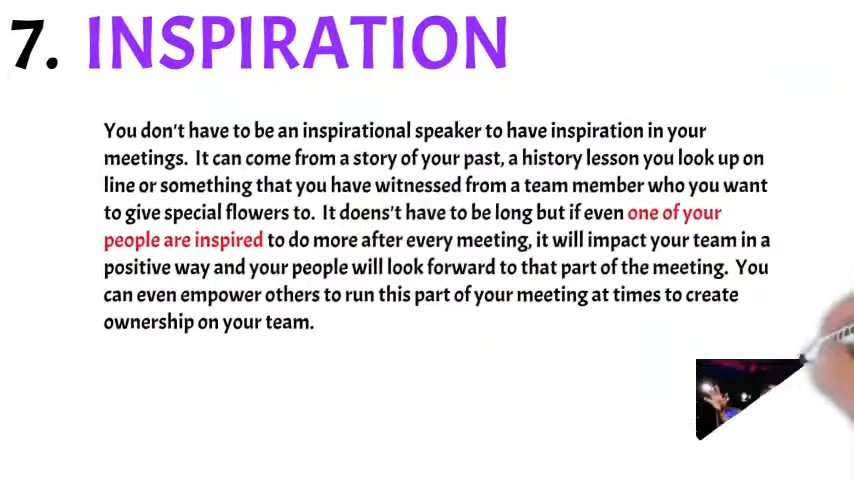 7. INSPIRATION
You don't have to be an inspirational speaker to have inspiration in your
meetings. It can come from a story of your past, a history lesson you look up on
line or something that you have witnessed from a team member who you want
to give special flowers to. It doens't have to be long but if even one of your
people are inspired to do more after every meeting, it will impact your team in a
positive way and your people will look forward to that part of the meeting. You
can even empower others to run this part of your meeting at times to create
ownership on your team.